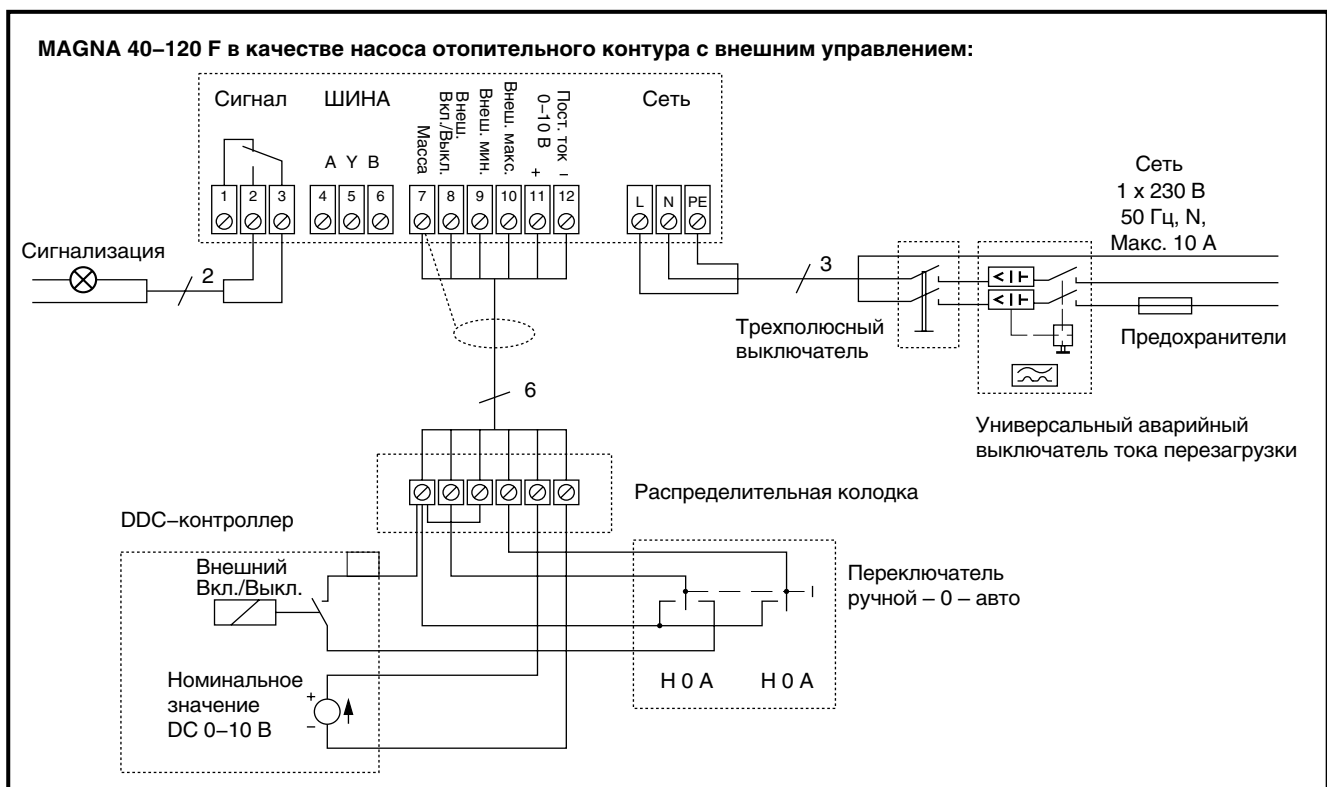 MAGNA 40–120 F в качестве насоса отопительного контура с внешним управлением:
Сигнал
ШИНА
A Y B
Масса
Внеш.
Вкл./Выкл.
Внеш. мин.
Внеш. макс.
0–10 В
+
Пост. ток
–
Сеть
1
2
3
4
5
6
7
8
9
10
11
12
L
N
PE
Сеть
1 x 230 В
50 Гц, N,
Макс. 10 А
Сигнализация
2
3
Трехполюсный
выключатель
Предохранители
6
Универсальный аварийный
выключатель тока перезагрузки
Распределительная колодка
DDC–контроллер
Внешний
Вкл./Выкл.
Переключатель
ручной – 0 – авто
H 0 A
H 0 A
Номинальное
значение
DC 0–10 В
+
–